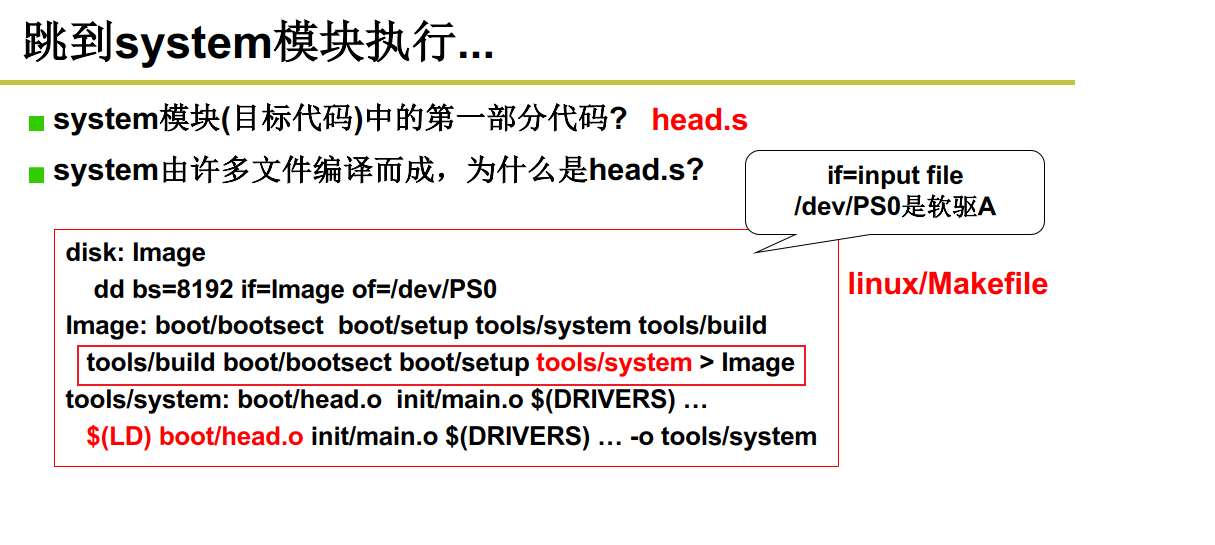 跳到system模块执行...
system模块(目标代码)中的第一部分代码? head.s
system由许多文件编译而成，为什么是head.s?
if=input file
/dev/PS0是软驱A
disk: Image
dd bs=8192 if=Image of=/dev/PS0
linux/Makefile
Image: boot/bootsect boot/setup tools/system tools/build
tools/build boot/bootsect boot/setup tools/system > Image
tools/system: boot/head.o init/main.o $(DRIVERS) …
$(LD) boot/head.o init/main.o $(DRIVERS) … -o tools/system